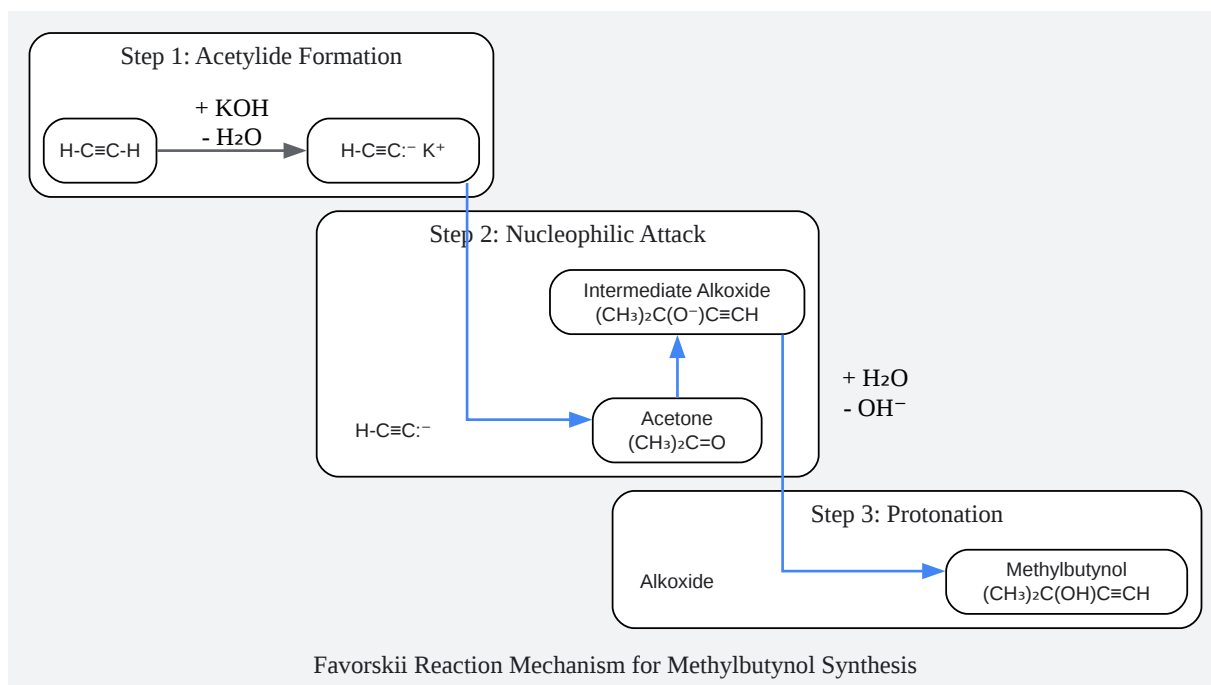 Step 1: Acetylide Formation
+ KOH
- H₂O
H-C≡C-H
H-C≡C:⁻ K⁺
Step 2: Nucleophilic Attack
Intermediate Alkoxide
(CH₃)₂C(O⁻)C≡CH
+ H₂O
- OH⁻
H-C≡C:⁻
Acetone
(CH₃)₂C=O
Step 3: Protonation
Alkoxide
Methylbutynol
(CH₃)₂C(OH)C≡CH
Favorskii Reaction Mechanism for Methylbutynol Synthesis